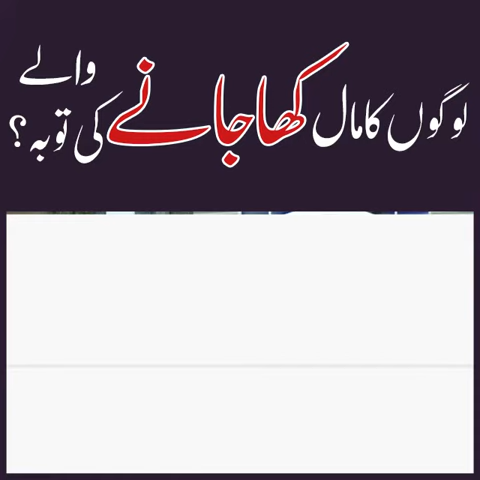 لوگوں کا مال کھا جانے والے
کی توبہ؟